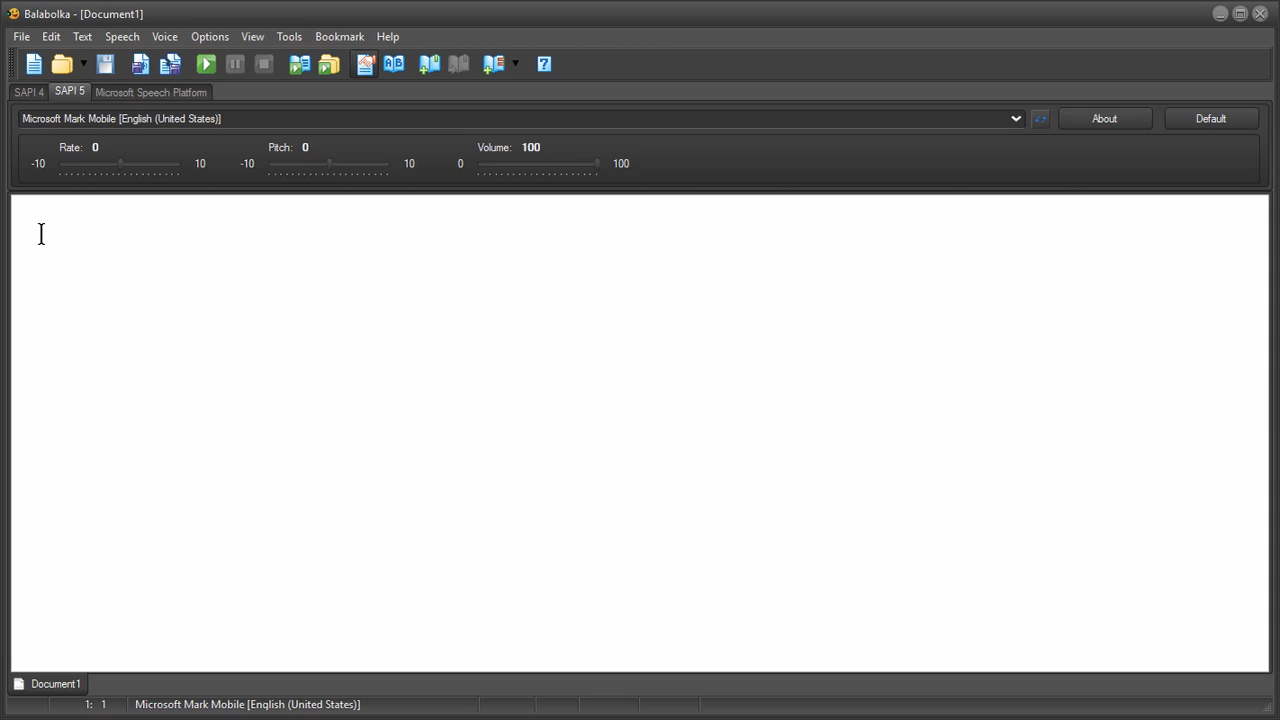 Balabolka - [Document1]
File Edit Text Speech Voice Options View Tools Bookmark Help
SAPI 4 SAPI 5 Microsoft Speech Platform
Microsoft Mark Mobile [English (United States)] About Default
Rate: 0 Pitch: 0 Volume: 100
-10 10 -10 10 0 100
Document1
1: 1 Microsoft Mark Mobile [English (United States)]